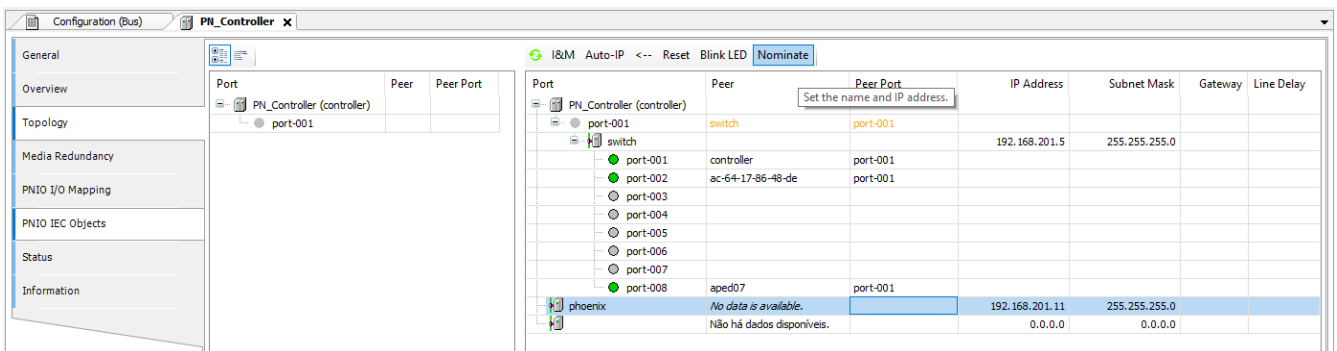 Configuration (Bus) PN_Controller x
General
Overview
Topology
Media Redundancy
PNIO I/O Mapping
PNIO IEC Objects
Status
Information
Port Peer Peer Port
PN_Controller (controller)
port-001
I&M Auto-IP <-- Reset Blink LED Nominate
Port Peer Peer Port IP Address Subnet Mask Gateway Line Delay
Set the name and IP address.
PN_Controller (controller)
port-001 switch port-001
switch 192.168.201.5 255.255.255.0
port-001 controller port-001
port-002 ac-64-17-86-48-de port-001
port-003
port-004
port-005
port-006
port-007
port-008 aped07 port-001
phoenix No data is available. 192.168.201.11 255.255.255.0
Não há dados disponíveis. 0.0.0.0 0.0.0.0